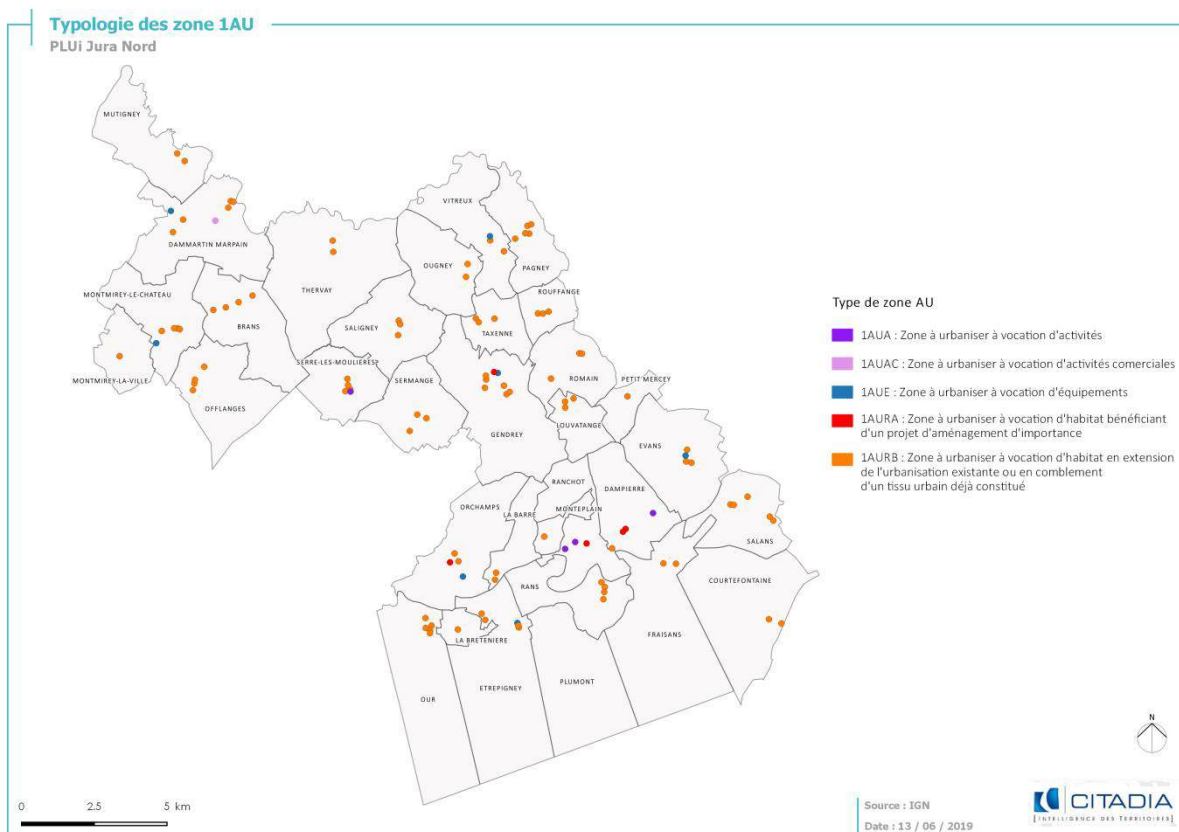 Typologie des zone 1AU
PLUi Jura Nord
MUTIGNEY
VITREUX
DAMMARTIN MARPAIN
OUGNEY
PAGNEY
THERVAY
MONTMIREY-LE-CHATEAU
ROUFFANGE
BRANS
SALIGNEY
TAXENNE
SERRE-LES-MOULIERES
MONTMIREY-LA-VILLE
SERMANGE
ROMAIN
PETIT MERCEY
OFFLANGES
LOUVATANGE
GENDREY
EVANS
RANCHOT
DAMPIERRE
ORCHAMPS
LA BARRE
MONTEPLAIN
SALANS
RANS
COURTEFONTAINE
LA BRETENIERE
FRAISANS
PLUMONT
ETREPIGNEY
OUR
Type de zone AU
1AUA : Zone à urbaniser à vocation d'activités
1AUAC : Zone à urbaniser à vocation d'activités comerciales
1AUE : Zone à urbaniser à vocation d'équipements
1AURA : Zone à urbaniser à vocation d'habitat bénéficiant
d'un projet d'aménagement d'importance
1AURB : Zone à urbaniser à vocation d'habitat en extension
de l'urbanisation existante ou en comblement
d'un tissu urbain déjà constitué
N
0 2.5 5 km
Source : IGN
Date : 13 / 06 / 2019
CITADIA
[INTELLIGENCE DES TERRITOIRES]